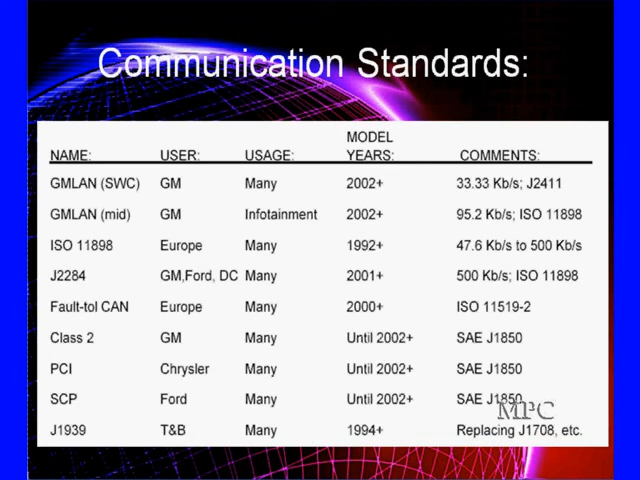 Communication Standards:
MODEL
NAME: USER: USAGE: YEARS: COMMENTS:
GMLAN (SWC) GM Many 2002+ 33.33 Kb/s; J2411
GMLAN (mid) GM Infotainment 2002+ 95.2 Kb/s; ISO 11898
ISO 11898 Europe Many 1992+ 47.6 Kb/s to 500 Kb/s
J2284 GM,Ford, DC Many 2001+ 500 Kb/s; ISO 11898
Fault-tol CAN Europe Many 2000+ ISO 11519-2
Class 2 GM Many Until 2002+ SAE J1850
PCI Chrysler Many Until 2002+ SAE J1850
SCP Ford Many Until 2002+ SAE J1850
MPC
J1939 T&B Many 1994+ Replacing J1708, etc.